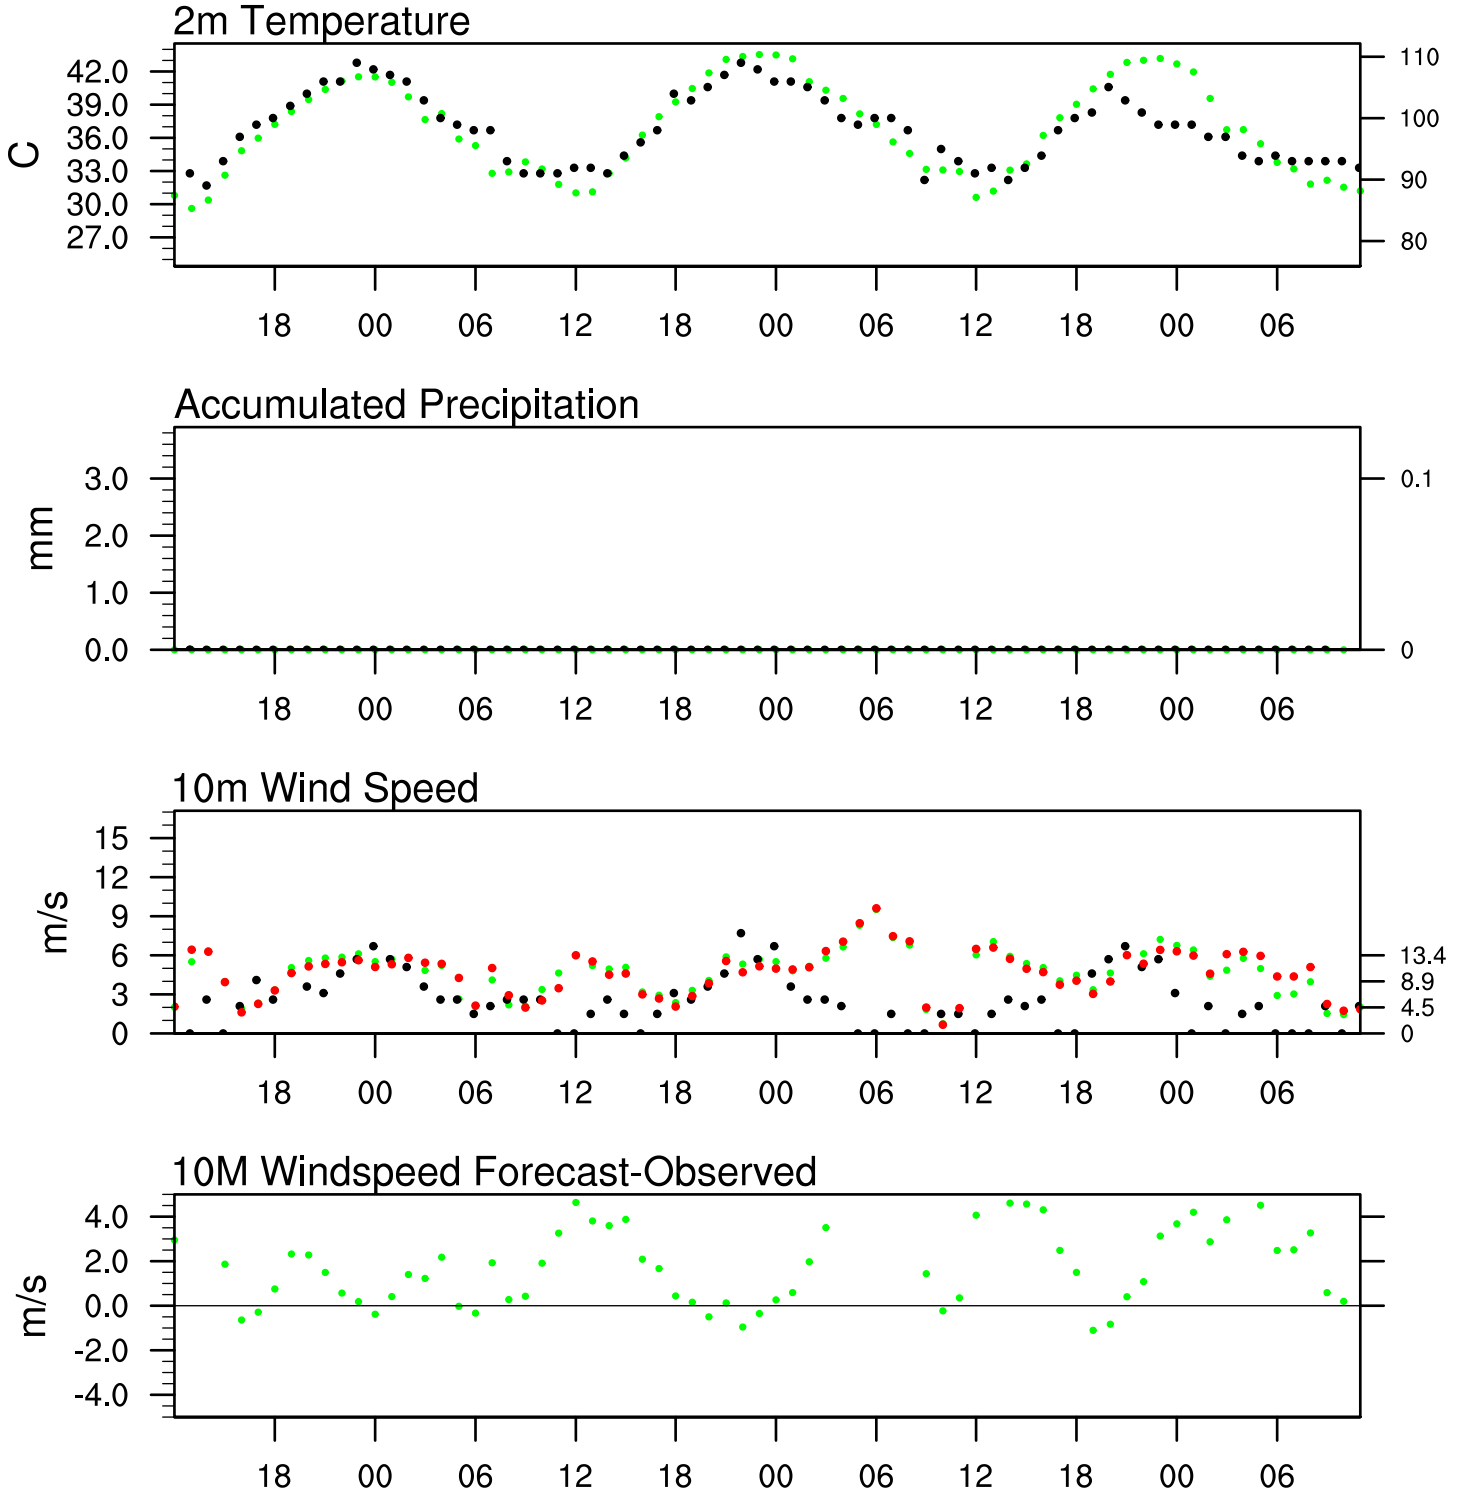 2m Temperature
42.0
39.0
36.0
33.0
30.0
27.0
C
110
100
90
80
18 00 06 12 18 00 06 12 18 00 06
Accumulated Precipitation
3.0
2.0
1.0
0.0
mm
0.1
0
18 00 06 12 18 00 06 12 18 00 06
10m Wind Speed
15
12
9
6
3
0
m/s
13.4
8.9
4.5
0
18 00 06 12 18 00 06 12 18 00 06
10M Windspeed Forecast-Observed
4.0
2.0
0.0
-2.0
-4.0
m/s
18 00 06 12 18 00 06 12 18 00 06